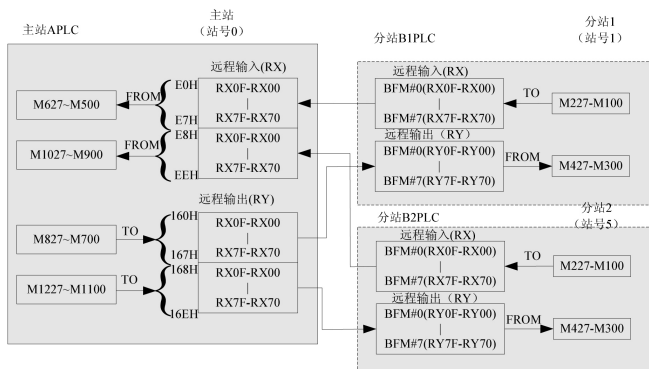 主站APLC
主站
（站号0）
远程输入(RX)
E0H
FROM
M627~M500
E7H
RX0F-RX00
RX7F-RX70
E8H
FROM
M1027~M900
EEH
RX0F-RX00
RX7F-RX70
远程输出(RY)
160H
TO
M827~M700
167H
RX0F-RX00
RX7F-RX70
168H
TO
M1227~M1100
16EH
RX0F-RX00
RX7F-RX70
分站B1PLC
分站1
（站号1）
远程输入（RX）
BFM#0(RX0F-RX00)
BFM#7(RX7F-RX70)
TO
M227-M100
远程输出（RY）
BFM#0(RY0F-RY00)
BFM#7(RY7F-RY70)
FROM
M427-M300
分站B2PLC
分站2
（站号5）
远程输入（RX）
BFM#0(RX0F-RX00)
BFM#7(RX7F-RX70)
TO
M227-M100
远程输出（RY）
BFM#0(RY0F-RY00)
BFM#7(RY7F-RY70)
FROM
M427-M300